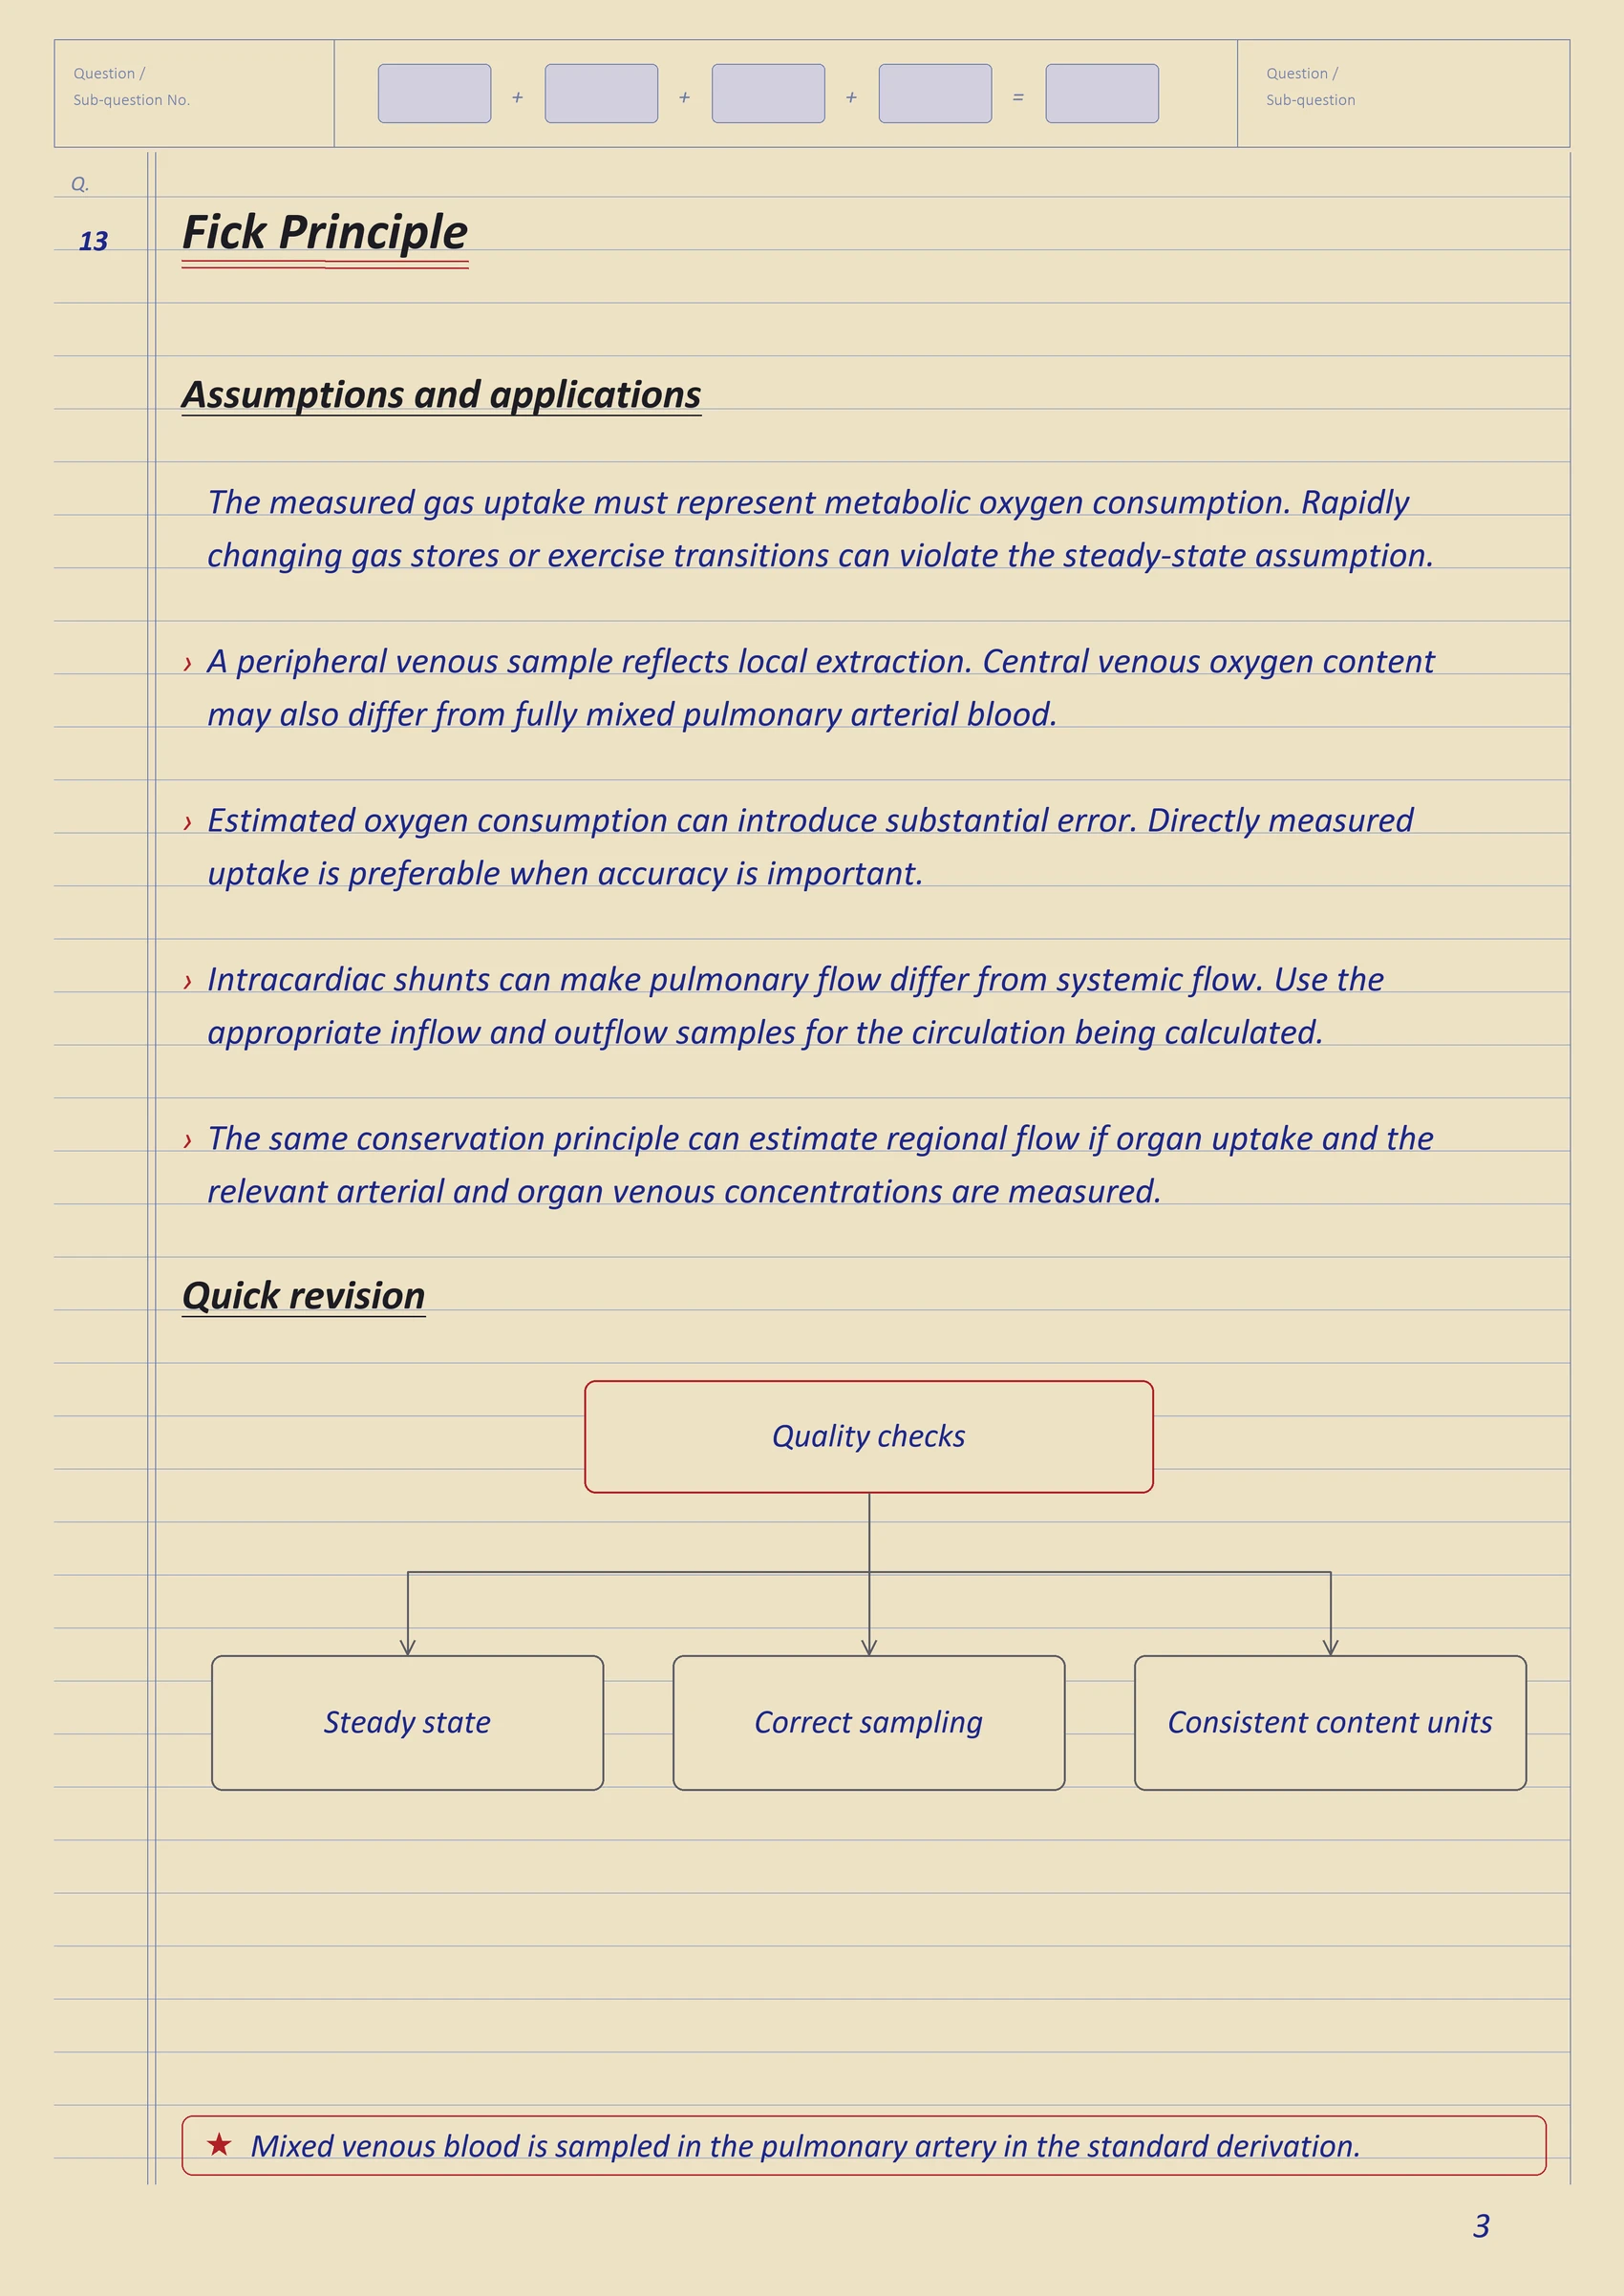 Question /
Sub-question No.
+ + + =
Question /
Sub-question
Q.
13
Fick Principle
Assumptions and applications
The measured gas uptake must represent metabolic oxygen consumption. Rapidly
changing gas stores or exercise transitions can violate the steady-state assumption.
› A peripheral venous sample reflects local extraction. Central venous oxygen content
may also differ from fully mixed pulmonary arterial blood.
› Estimated oxygen consumption can introduce substantial error. Directly measured
uptake is preferable when accuracy is important.
› Intracardiac shunts can make pulmonary flow differ from systemic flow. Use the
appropriate inflow and outflow samples for the circulation being calculated.
› The same conservation principle can estimate regional flow if organ uptake and the
relevant arterial and organ venous concentrations are measured.
Quick revision
Quality checks
Steady state
Correct sampling
Consistent content units
★ Mixed venous blood is sampled in the pulmonary artery in the standard derivation.
3